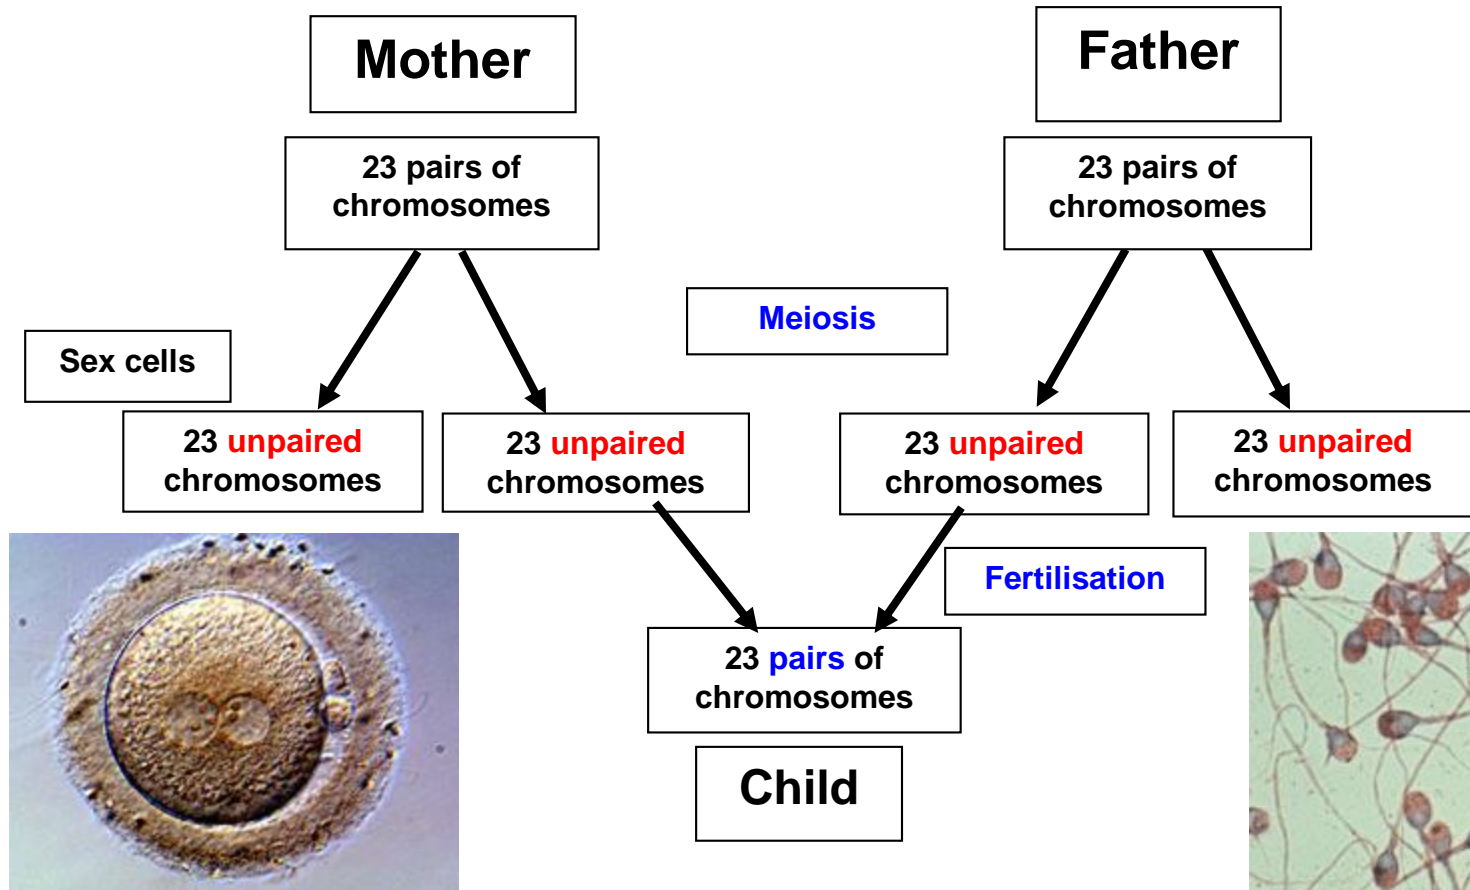 Mother
Father
23 pairs of
chromosomes
23 pairs of
chromosomes
Meiosis
Sex cells
23 unpaired
chromosomes
23 unpaired
chromosomes
23 unpaired
chromosomes
23 unpaired
chromosomes
Fertilisation
23 pairs of
chromosomes
Child